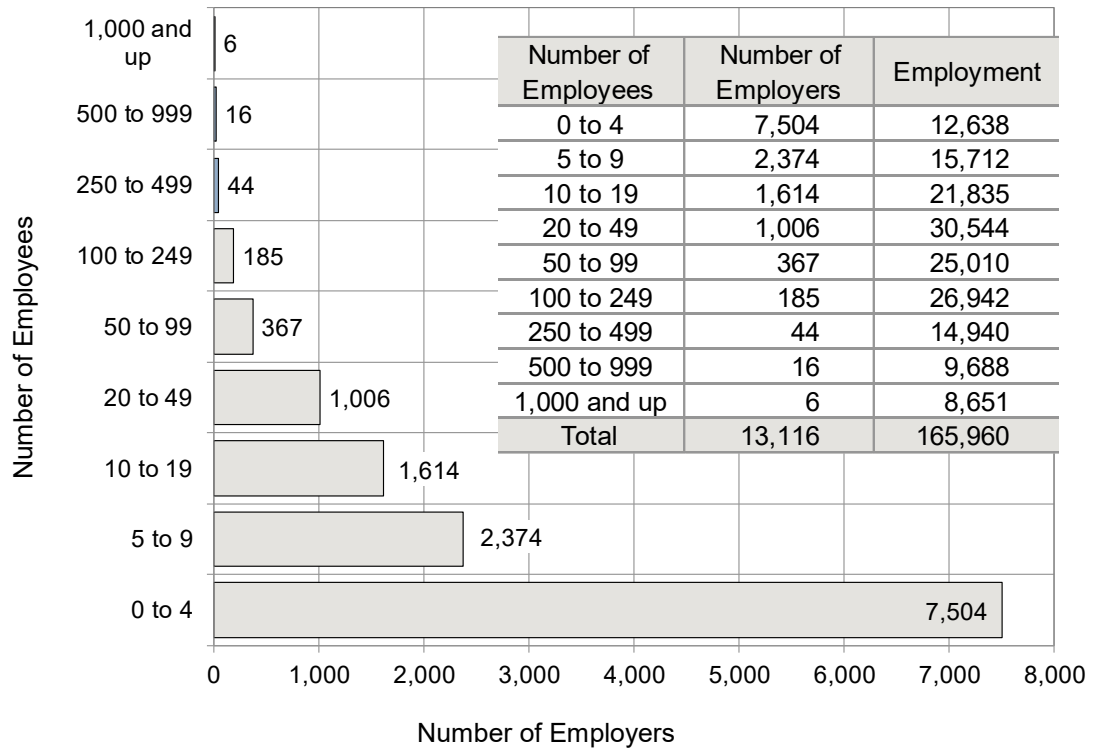 1,000 and
up
6
500 to 999
16
250 to 499
44
100 to 249
185
50 to 99
367
20 to 49
1,006
10 to 19
1,614
5 to 9
2,374
0 to 4
7,504
0 1,000 2,000 3,000 4,000 5,000 6,000 7,000 8,000
Number of Employers
Number of Employees
Number of Employees Number of Employers Employment
0 to 4 7,504 12,638
5 to 9 2,374 15,712
10 to 19 1,614 21,835
20 to 49 1,006 30,544
50 to 99 367 25,010
100 to 249 185 26,942
250 to 499 44 14,940
500 to 999 16 9,688
1,000 and up 6 8,651
Total 13,116 165,960